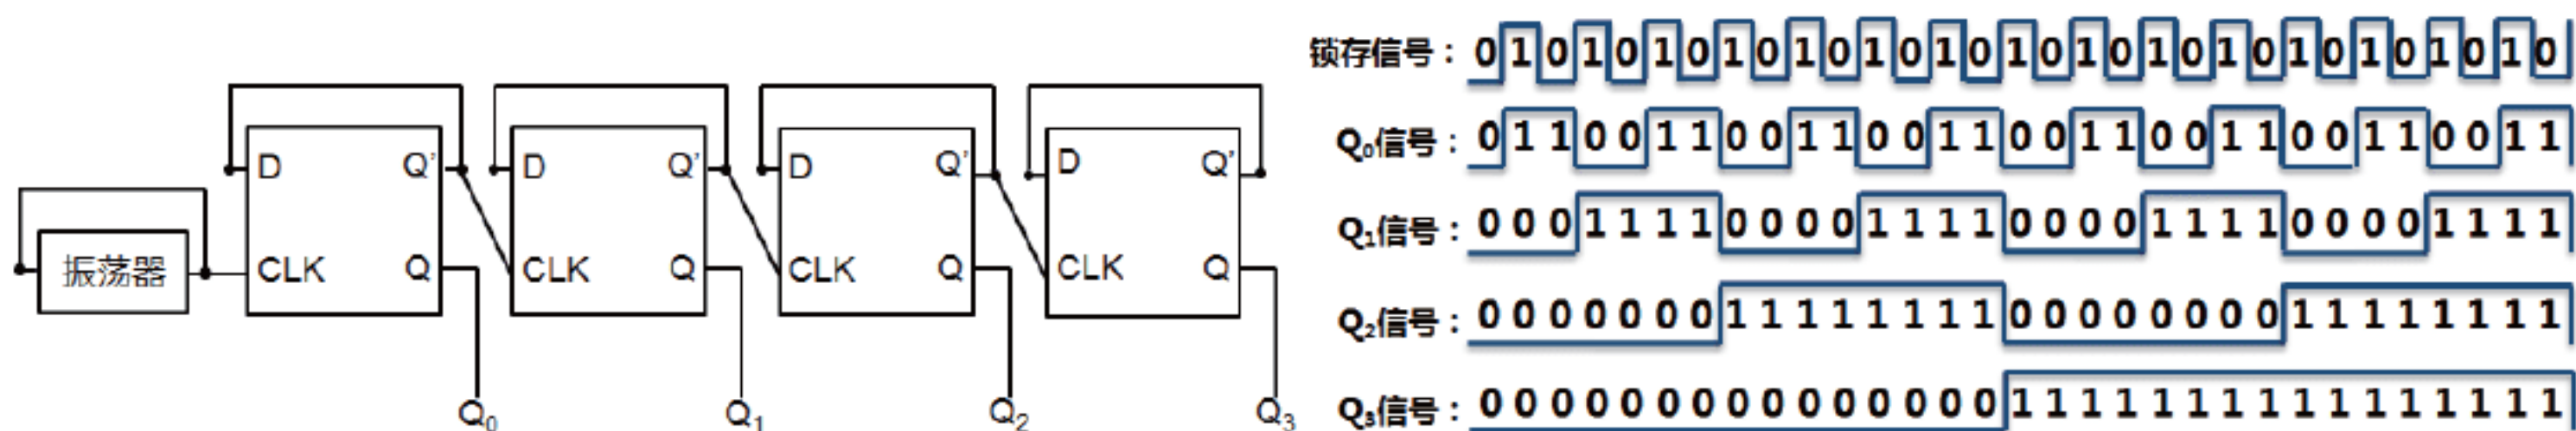 D Q'
CLK Q
D Q'
CLK Q
D Q'
CLK Q
D Q'
CLK Q
振荡器
Q₀ Q₁ Q₂ Q₃
锁存信号：0 1 0 1 0 1 0 1 0 1 0 1 0 1 0 1 0 1 0 1 0 1 0 1 0 1 0 1 0 1 0
Q₀信号：0 1 1 0 0 1 1 0 0 1 1 0 0 1 1 0 0 1 1 0 0 1 1 0 0 1 1 0 0 1 1
Q₁信号：0 0 0 1 1 1 1 0 0 0 0 1 1 1 1 0 0 0 0 1 1 1 1 0 0 0 0 1 1 1 1
Q₂信号：0 0 0 0 0 0 0 1 1 1 1 1 1 1 1 0 0 0 0 0 0 0 0 1 1 1 1 1 1 1 1
Q₃信号：0 0 0 0 0 0 0 0 0 0 0 0 0 0 0 1 1 1 1 1 1 1 1 1 1 1 1 1 1 1 1